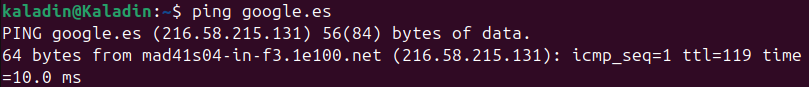 kaladin@Kaladin:~$ ping google.es
PING google.es (216.58.215.131) 56(84) bytes of data.
64 bytes from mad41s04-in-f3.1e100.net (216.58.215.131): icmp_seq=1 ttl=119 time
=10.0 ms